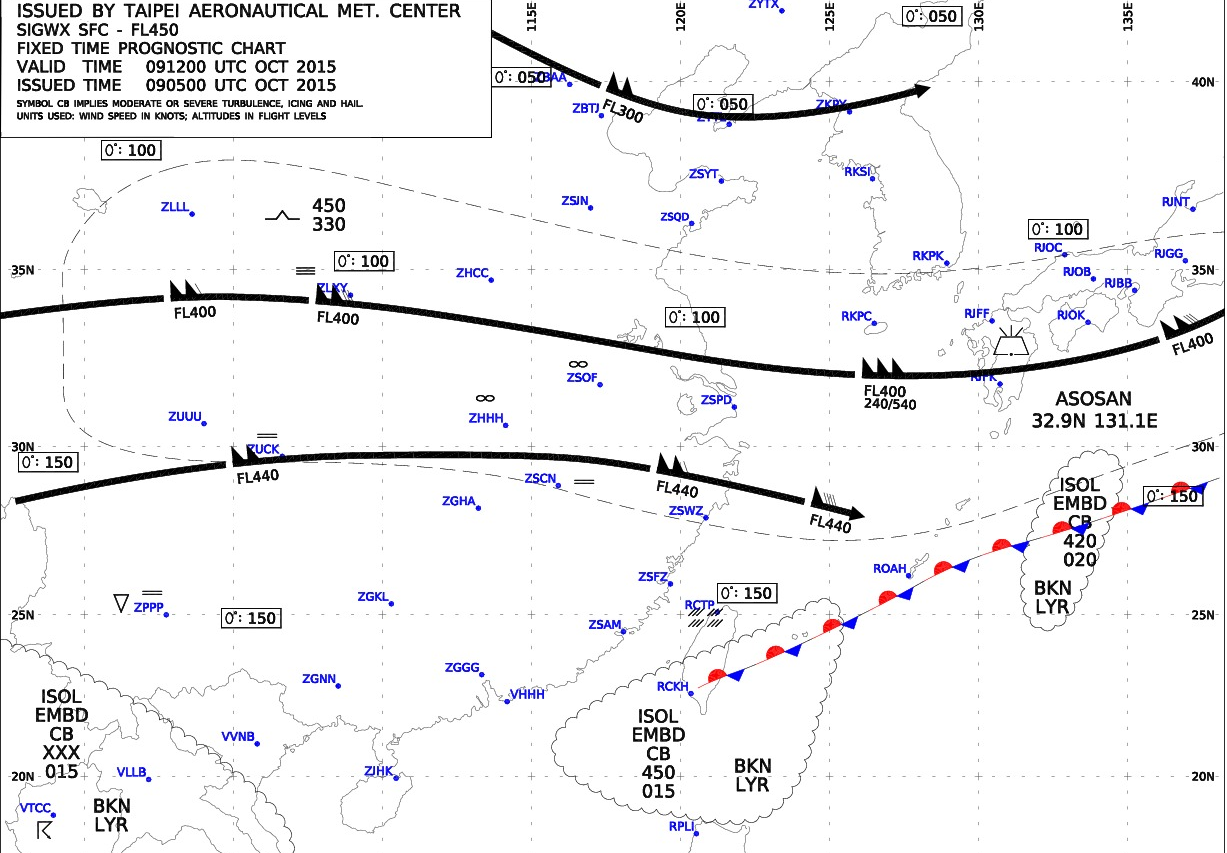 ISSUED BY TAIPEI AERONAUTICAL MET. CENTER
SIGWX SFC - FL450
FIXED TIME PROGNOSTIC CHART
VALID TIME 091200 UTC OCT 2015
ISSUED TIME 090500 UTC OCT 2015
SYMBOL CB IMPLIES MODERATE OR SEVERE TURBULENCE, ICING AND HAIL.
UNITS USED: WIND SPEED IN KNOTS; ALTITUDES IN FLIGHT LEVELS
115E
120E
125E
130E
135E
ZYTX
0°: 050
0°: 050
ZBAA
40N
ZBTJ
FL300
0°: 050
ZKPY
0°: 100
ZLLL
450
330
ZSJN
ZSYT
ZSQD
RKSI
RJNT
0°: 100
RJOC
RJGG
35N
0°: 100
ZHCC
RKPK
RJOB
RJBB
35N
ZLXY
FL400
FL400
0°: 100
RKPC
RJFF
RJOK
FL400
ZSOF
FL400
240/540
RJFK
ZSPD
ASOSAN
32.9N 131.1E
ZUUU
ZHHH
30N
30N
0°: 150
ZUCK
FL440
ZSCN
FL440
ISOL
EMBD
CB
420
020
0°: 150
ZGHA
ZSWZ
FL440
ZSFZ
ROAH
BKN
LYR
ZPPP
ZGKL
RCTP
0°: 150
25N
25N
0°: 150
ZSAM
ZGNN
ZGGG
RCKH
VHHH
ISOL
EMBD
CB
XXX
015
ISOL
EMBD
CB
450
015
VVNB
BKN
LYR
VLLB
ZJHK
20N
20N
VTCC
BKN
LYR
RPLI